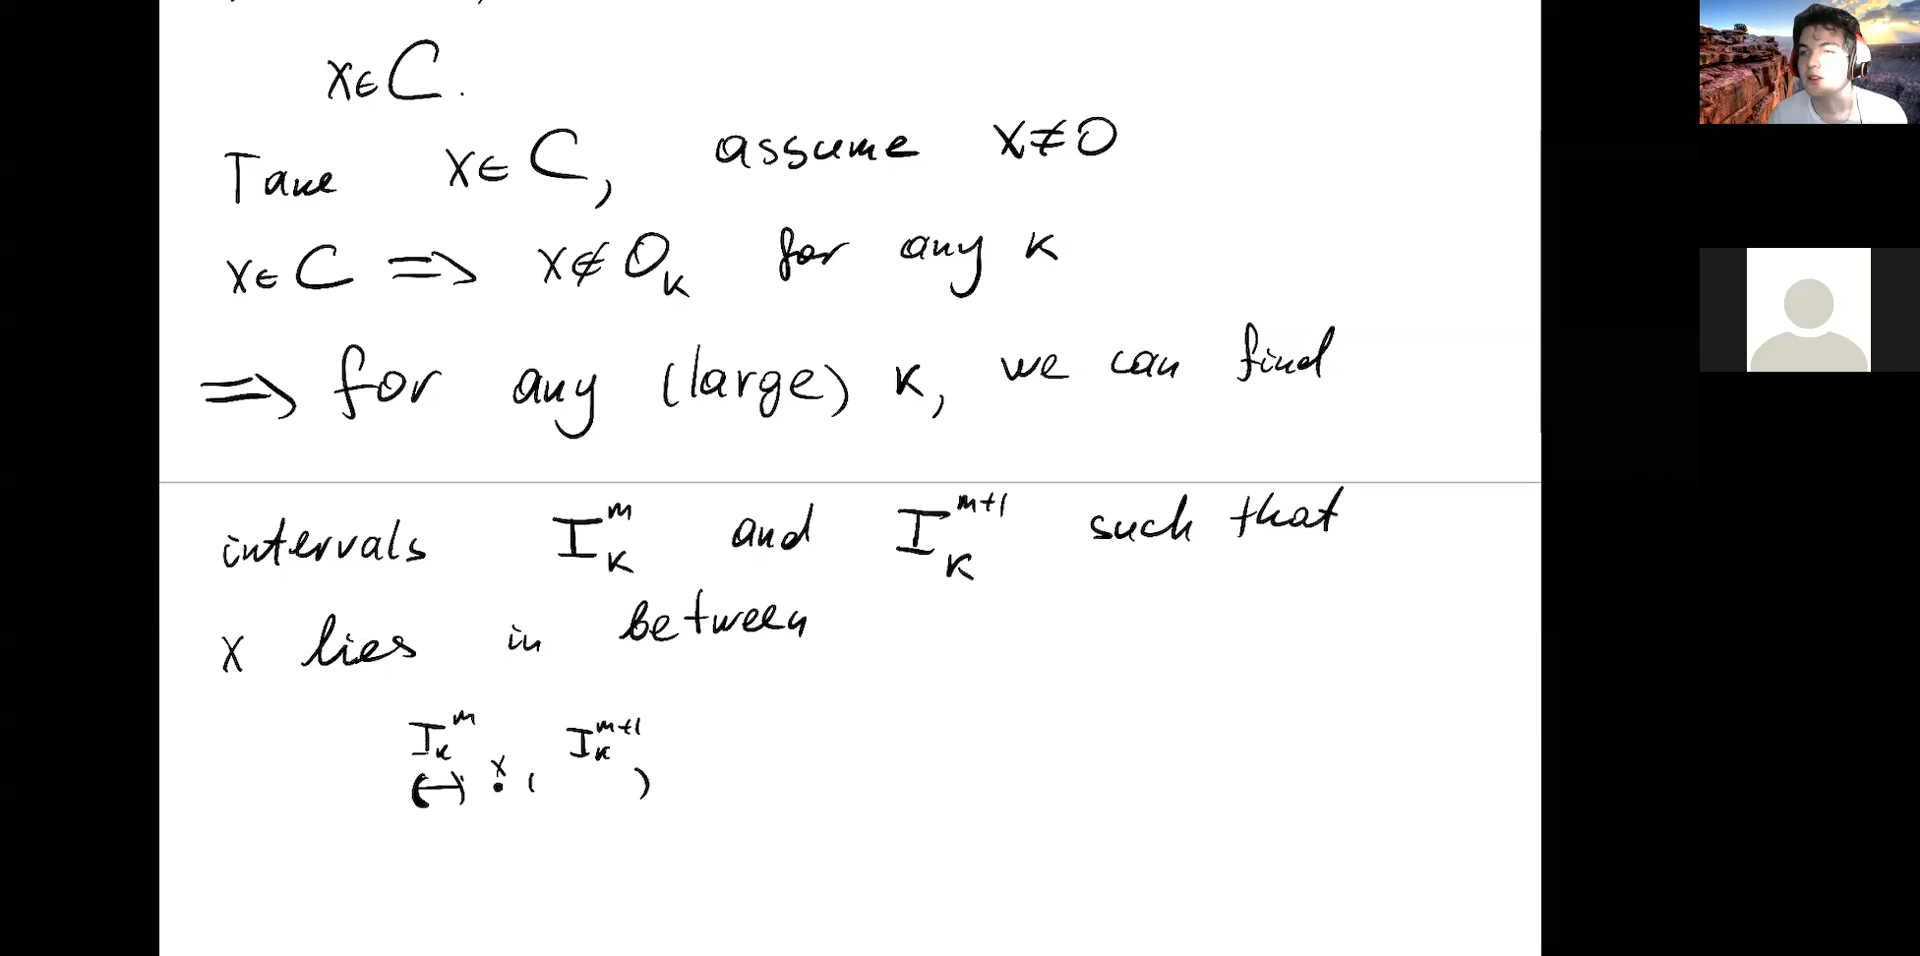 x∈C.
Take x∈C, assume x≠0
x∈C ⇒ x∉O_k for any k
⇒ for any (large) k, we can find
intervals I_k^m and I_k^{m+1} such that
x lies in between
I_k^m I_k^{m+1}
(—) x ( )